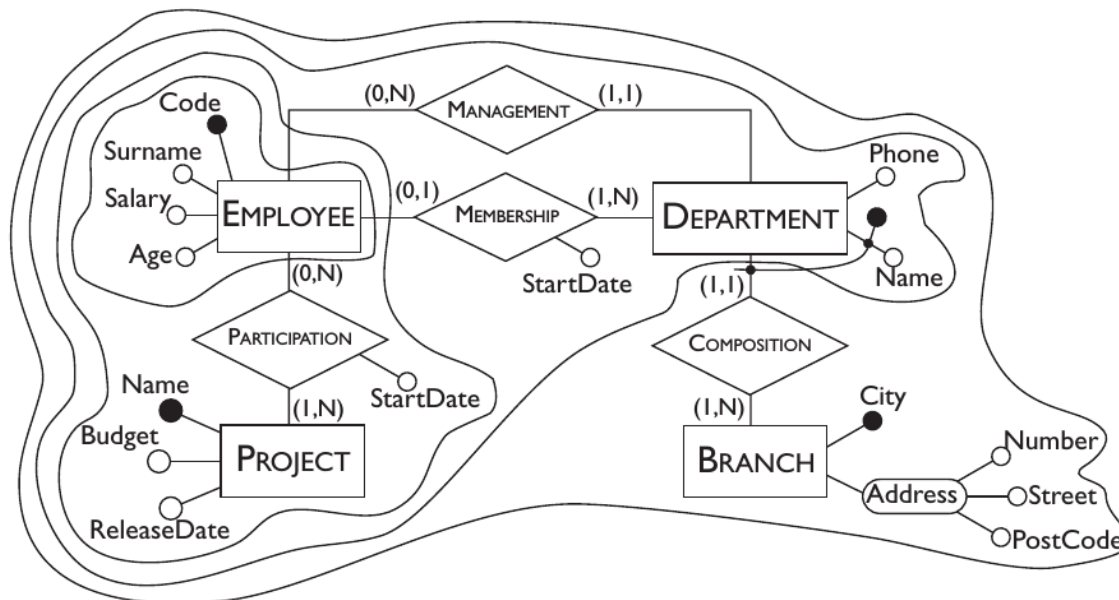 (0,N)
MANAGEMENT
(1,1)
Code
Surname
Salary
Age
EMPLOYEE
(0,1)
MEMBERSHIP
(1,N)
StartDate
DEPARTMENT
Phone
Name
(0,N)
PARTICIPATION
StartDate
(1,N)
(1,1)
COMPOSITION
(1,N)
Name
Budget
ReleaseDate
PROJECT
BRANCH
City
Address
Number
Street
PostCode